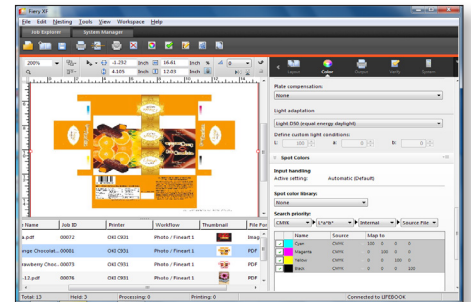 Fiery XF
File Edit Nesting Tools View Workspace Help
Job Explorer System Manager
200% -1.252 Inch 16.61 Inch % 0
4.105 Inch 12.03 Inch
Layout Color Output Verify System
Plate compensation:
None
Light adaptation
Light D50 (equal energy daylight)
Define custom light conditions:
L: 100 a: 0 b: 0
Spot Colors
Input handling
Active setting: Automatic (Default)
Spot color library:
None
Search priority:
CMYK L*a*b* Internal Source File
Name Source Map to
Cyan CMYK 100 0 0 0
Magenta CMYK 0 100 0 0
Yellow CMYK 0 0 100 0
Black CMYK 0 0 0 100
Name Job ID Printer Workflow Thumbnail File
.pdf 00072 OKI C931 Photo / Fineart 1
ange Chocolat... 00081 OKI C931 Photo / Fineart 1 PDF
rawberry Choc... 00073 OKI C931 Photo / Fineart 1 PDF
-12.pdf 00076 OKI C931 Photo / Fineart 1 PDF
Total: 13 Held: 3 Processing: 0 Printing: 0 Connected to LIFEBOOK